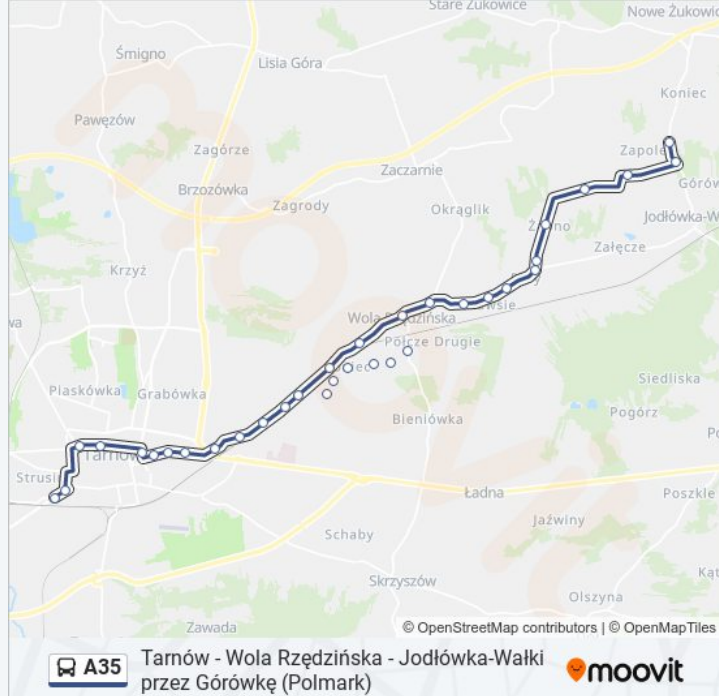 Stare Żukowice
Nowe Żukowic
Śmigno
Lisia Góra
Koniec
Pawęzów
Zagórze
Zapole
Zaczarnie
Górów
Brzozówka
Zagrody
Okrąglik
Jodłówka-W
Załęcze
Krzyż
Wola Rzędzińska
Półcze Drugie
Piaskówka
Grabówka
Siedliska
Bieniówka
Pogórz
Tarnów
Strusi
Ładna
Poszkle
Jaźwiny
Schaby
Kąt
Skrzyszów
Olszyna
Zawada
© OpenStreetMap contributors | © OpenMapTiles
A35 Tarnów - Wola Rzędzińska - Jodłówka-Wałki
przez Górówkę (Polmark)
moovit